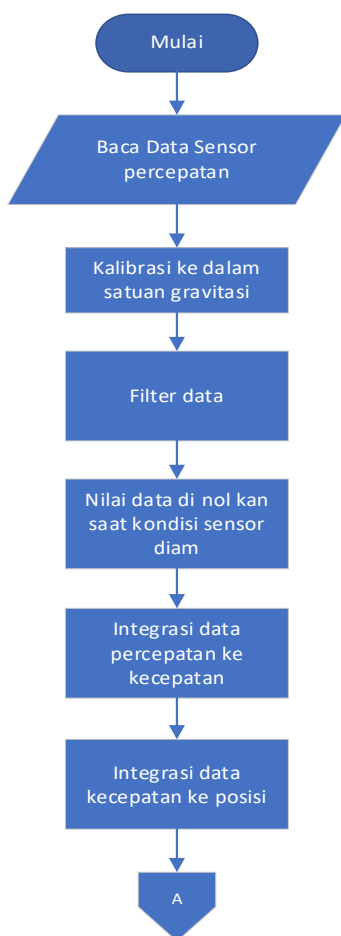 Mulai
Baca Data Sensor
percepatan
Kalibrasi ke dalam
satuan gravitasi
Filter data
Nilai data di nol kan
saat kondisi sensor
diam
Integrasi data
percepatan ke
kecepatan
Integrasi data
kecepatan ke posisi
A